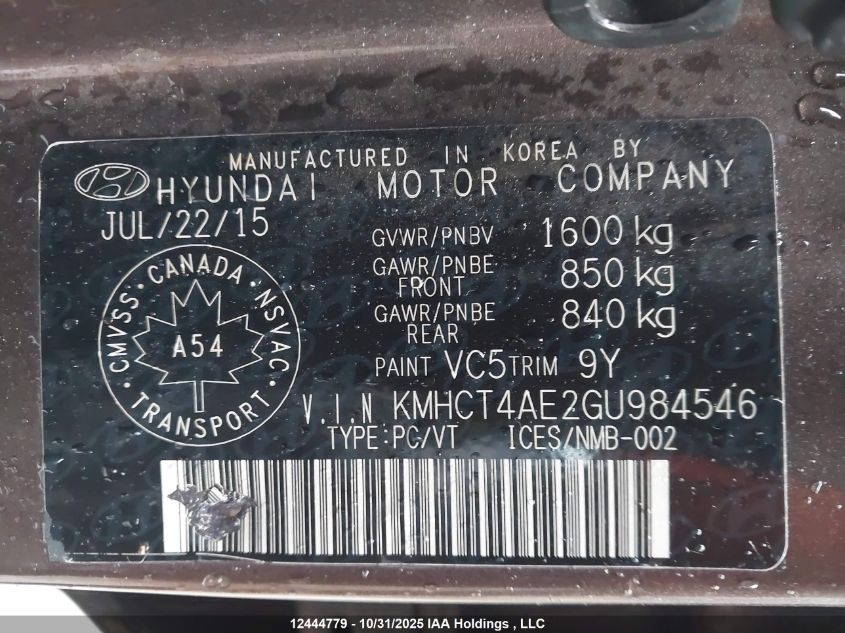 MANUFACTURED IN KOREA BY
HYUNDAI MOTOR COMPANY
JUL/22/15
GVWR/PNBV 1600 kg
GAWR/PNBE FRONT 850 kg
GAWR/PNBE REAR 840 kg
CMVSS · CANADA · NSVAC · TRANSPORT ·
A54
PAINT VC5 TRIM 9Y
V.I.N KMHCT4AE2GU984546
TYPE:PC/VT ICES/NMB-002
12444779 - 10/31/2025 IAA Holdings , LLC